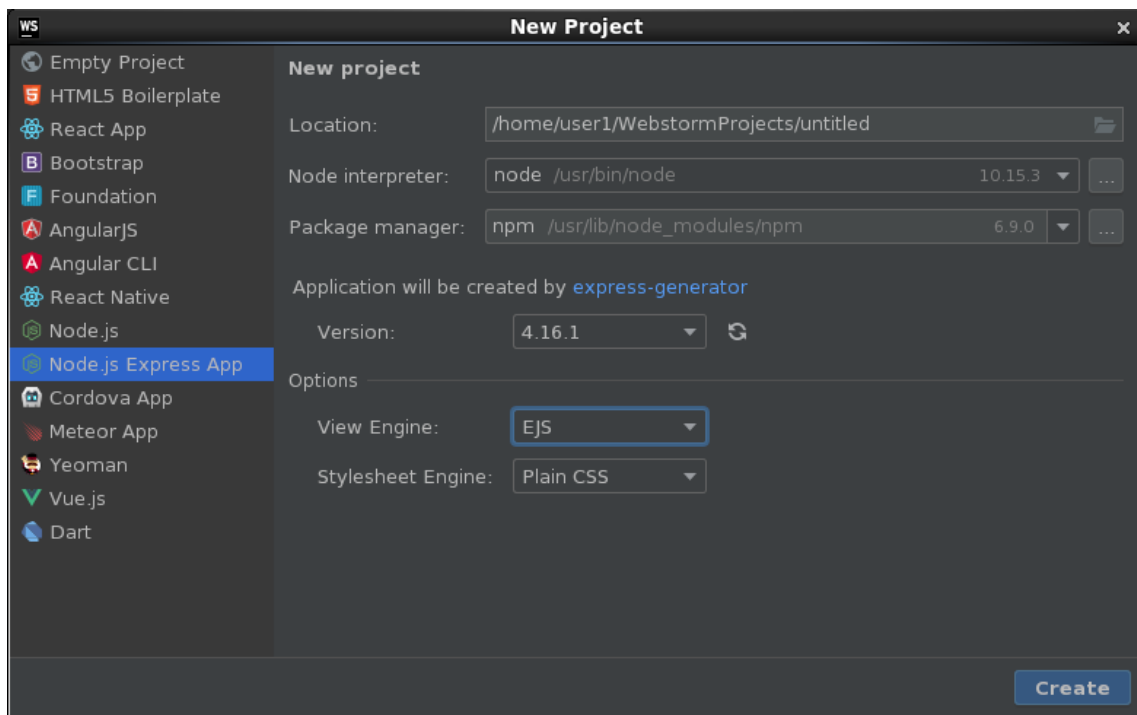 WS New Project
Empty Project
HTML5 Boilerplate
React App
B Bootstrap
F Foundation
AngularJS
Angular CLI
React Native
Node.js
Node.js Express App
Cordova App
Meteor App
Yeoman
Vue.js
Dart
New project
Location: /home/user1/WebstormProjects/untitled
Node interpreter: node /usr/bin/node 10.15.3 ...
Package manager: npm /usr/lib/node_modules/npm 6.9.0 ...
Application will be created by express-generator
Version: 4.16.1
Options
View Engine: EJS
Stylesheet Engine: Plain CSS
Create